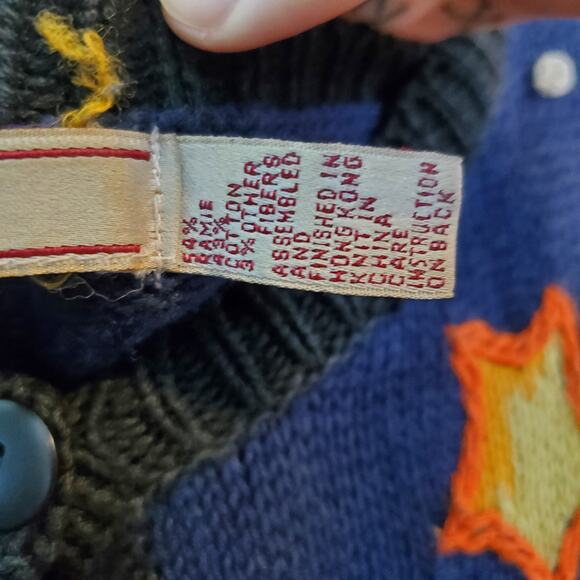 54%
RAMIE
43%
COTTON
3% OTHER
FIBERS
ASSEMBLED
AND
FINISHED IN
HONG KONG
KNIT IN
CHINA
CARE
INSTRUCTION
ON BACK